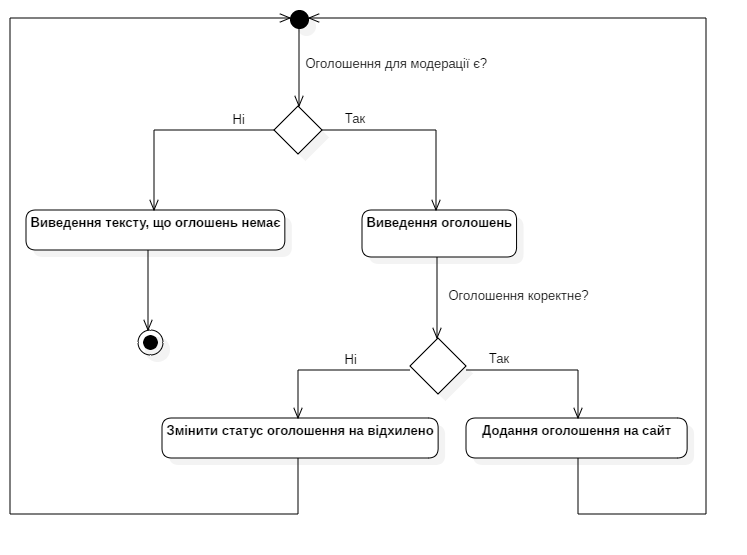 Оголошення для модерації є?
Ні
Так
Виведення тексту, що оглошень немає
Виведення оголошень
Оголошення коректне?
Ні
Так
Змінити статус оголошення на відхилено
Додання оголошення на сайт